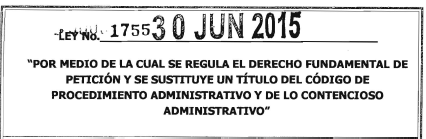 LEY No. 1755 30 JUN 2015
"POR MEDIO DE LA CUAL SE REGULA EL DERECHO FUNDAMENTAL DE
PETICIÓN Y SE SUSTITUYE UN TÍTULO DEL CÓDIGO DE
PROCEDIMIENTO ADMINISTRATIVO Y DE LO CONTENCIOSO
ADMINISTRATIVO"